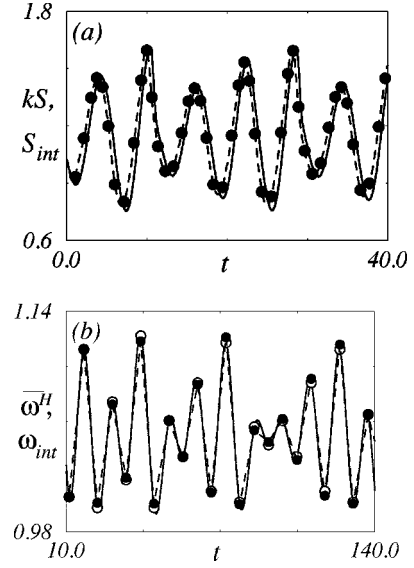 1.8
(a)
kS,
S_int
0.6
0.0
t
40.0
1.14
(b)
ω̅^H,
ω_int
0.98
10.0
t
140.0